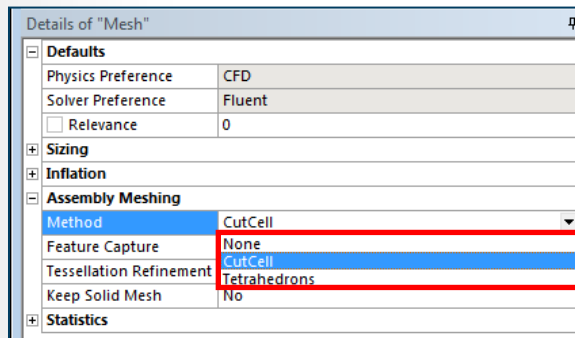 Details of "Mesh"
Defaults
Physics Preference CFD
Solver Preference Fluent
Relevance 0
Sizing
Inflation
Assembly Meshing
Method CutCell
Feature Capture None
CutCell
Tessellation Refinement Tetrahedrons
Keep Solid Mesh No
Statistics